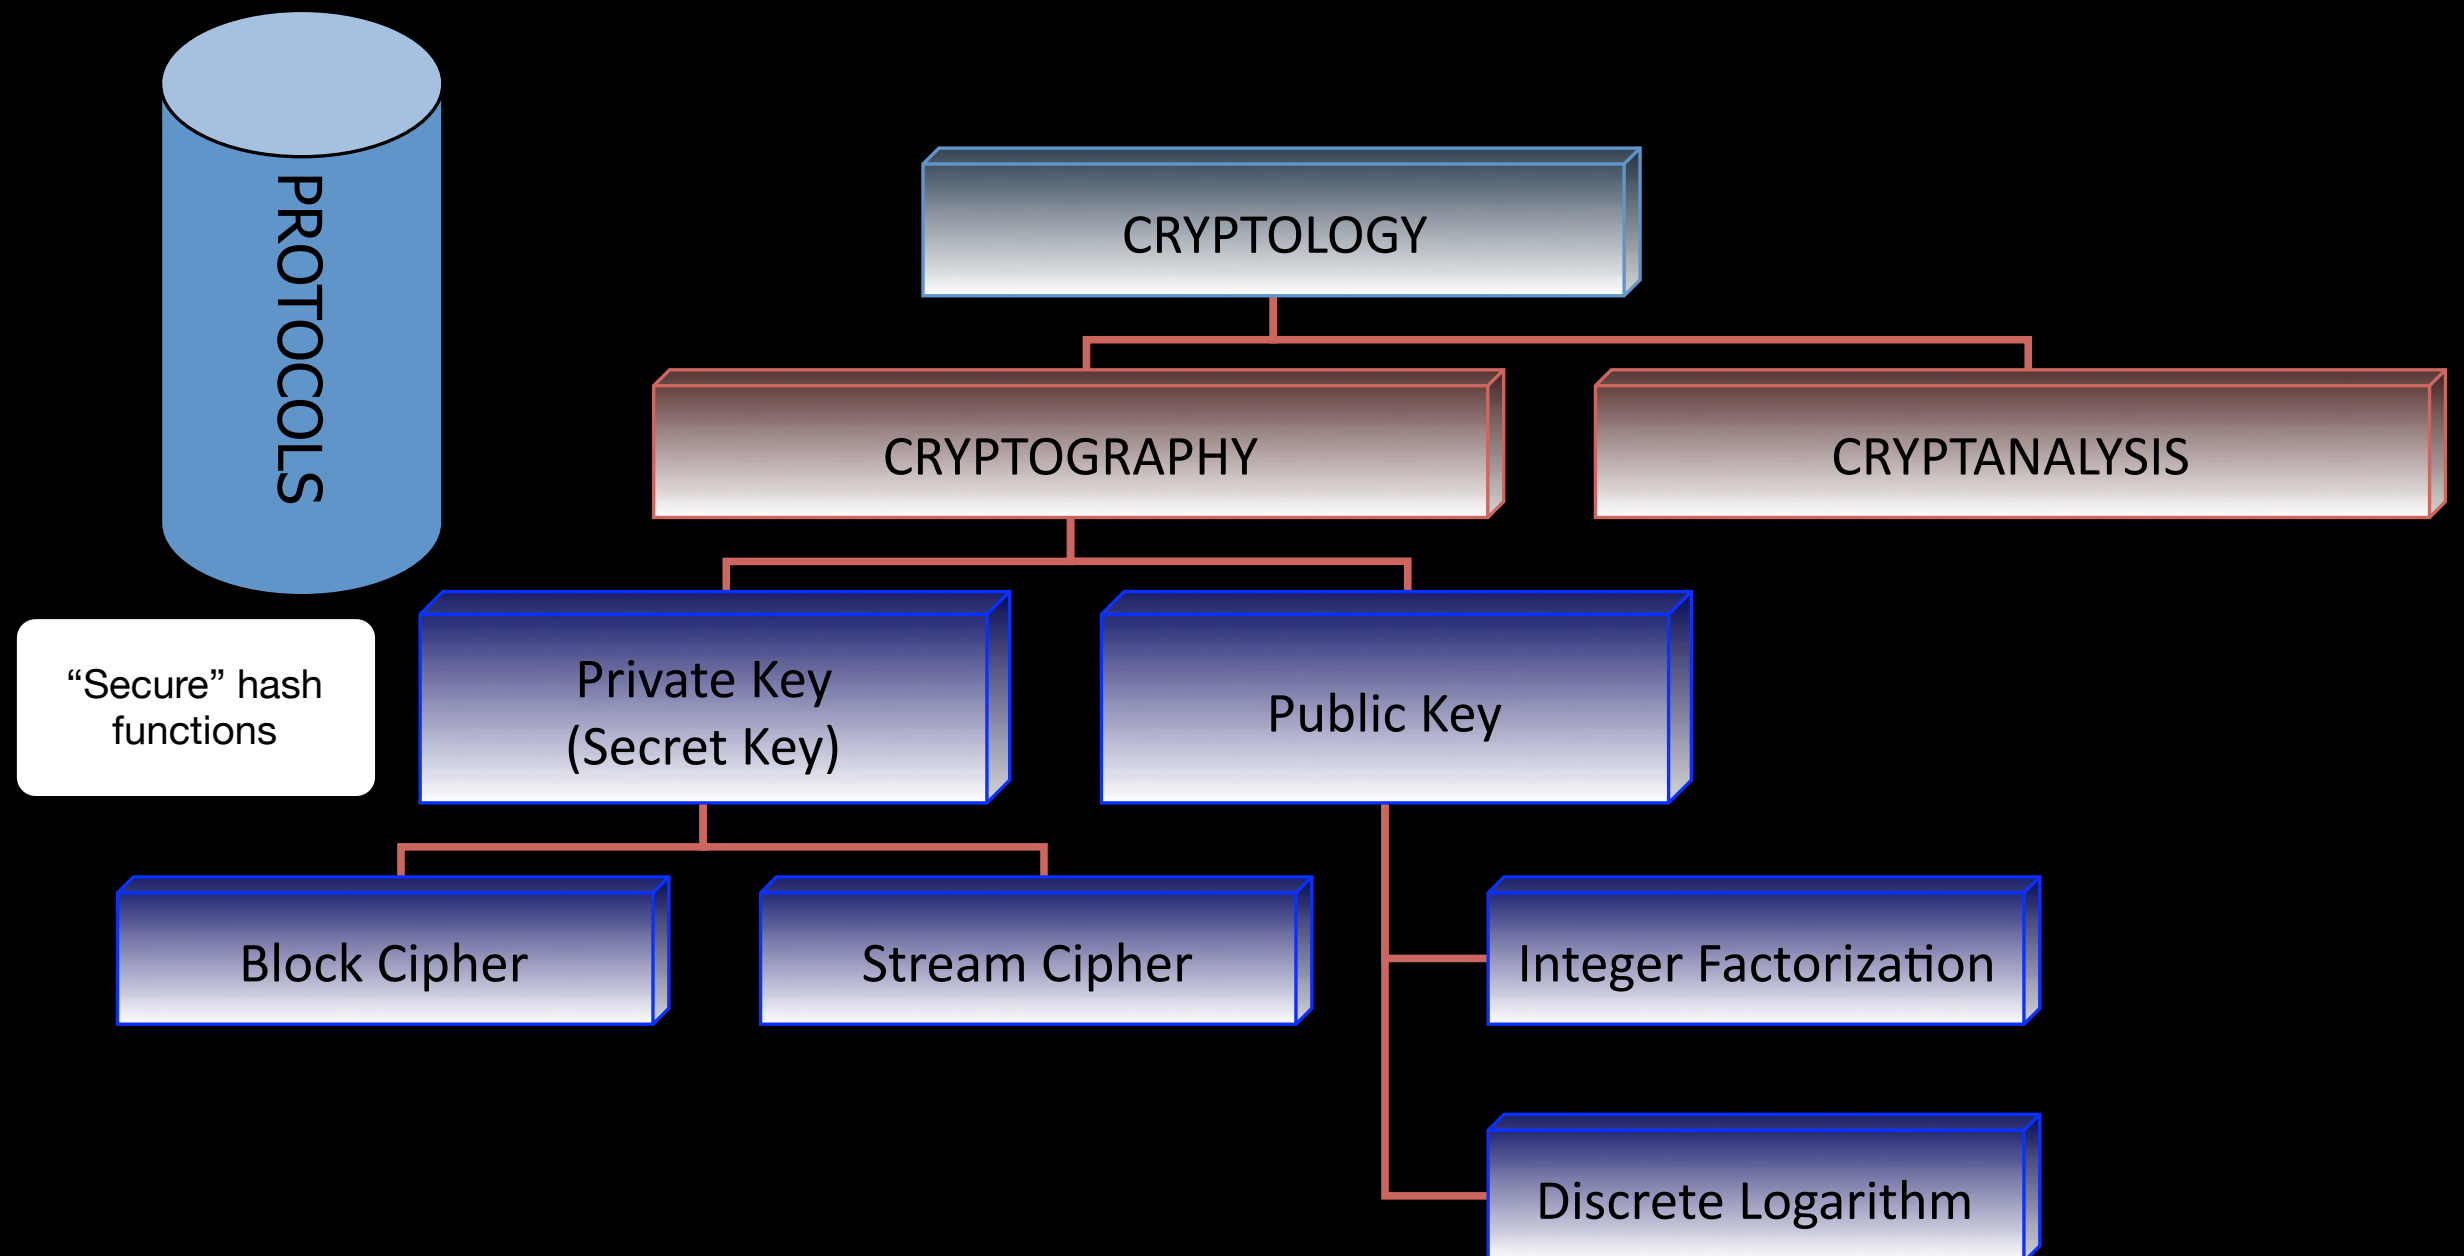 PROTOCOLS
CRYPTOLOGY
CRYPTOGRAPHY
CRYPTANALYSIS
“Secure” hash
functions
Private Key
(Secret Key)
Public Key
Block Cipher
Stream Cipher
Integer Factorization
Discrete Logarithm